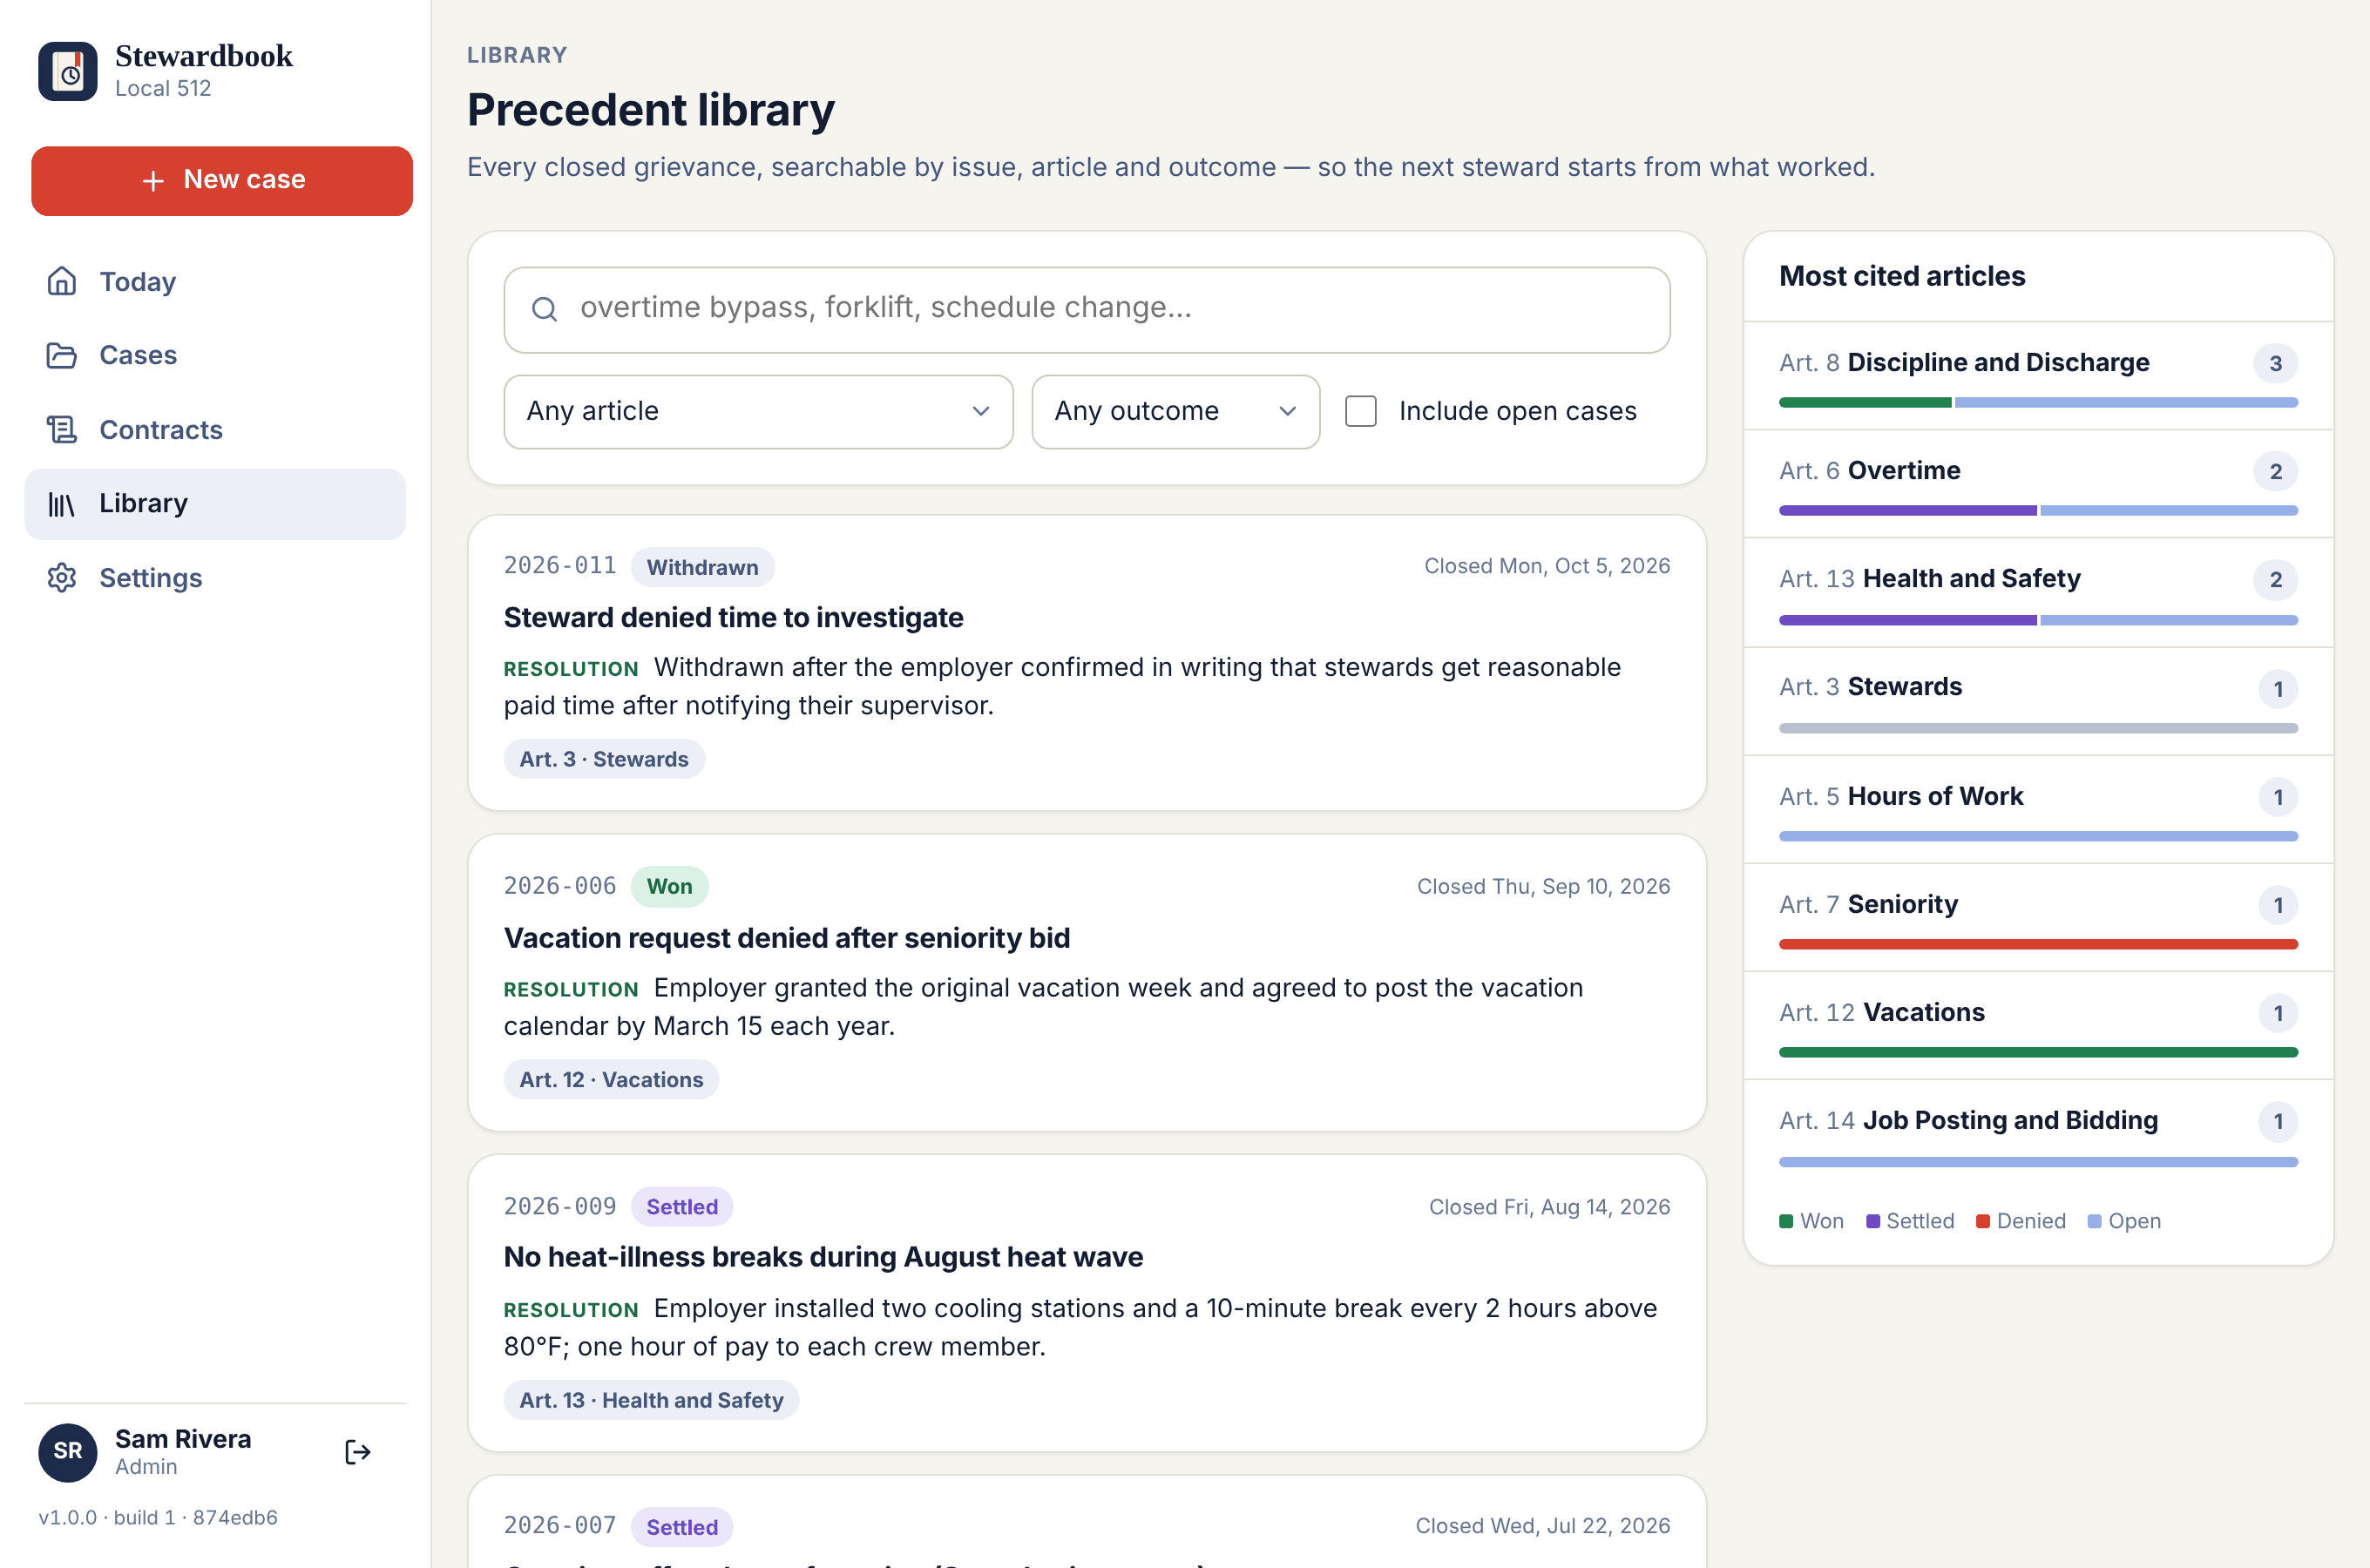 Stewardbook
Local 512
New case
Today
Cases
Contracts
Library
Settings
SR
Sam Rivera
Admin
v1.0.0 · build 1 · 874edb6
LIBRARY
Precedent library
Every closed grievance, searchable by issue, article and outcome — so the next steward starts from what worked.
overtime bypass, forklift, schedule change...
Any article
Any outcome
Include open cases
2026-011 Withdrawn Closed Mon, Oct 5, 2026
Steward denied time to investigate
RESOLUTION Withdrawn after the employer confirmed in writing that stewards get reasonable
paid time after notifying their supervisor.
Art. 3 · Stewards
2026-006 Won Closed Thu, Sep 10, 2026
Vacation request denied after seniority bid
RESOLUTION Employer granted the original vacation week and agreed to post the vacation
calendar by March 15 each year.
Art. 12 · Vacations
2026-009 Settled Closed Fri, Aug 14, 2026
No heat-illness breaks during August heat wave
RESOLUTION Employer installed two cooling stations and a 10-minute break every 2 hours above
80°F; one hour of pay to each crew member.
Art. 13 · Health and Safety
2026-007 Settled Closed Wed, Jul 22, 2026
Most cited articles
Art. 8 Discipline and Discharge 3
Art. 6 Overtime 2
Art. 13 Health and Safety 2
Art. 3 Stewards 1
Art. 5 Hours of Work 1
Art. 7 Seniority 1
Art. 12 Vacations 1
Art. 14 Job Posting and Bidding 1
Won Settled Denied Open